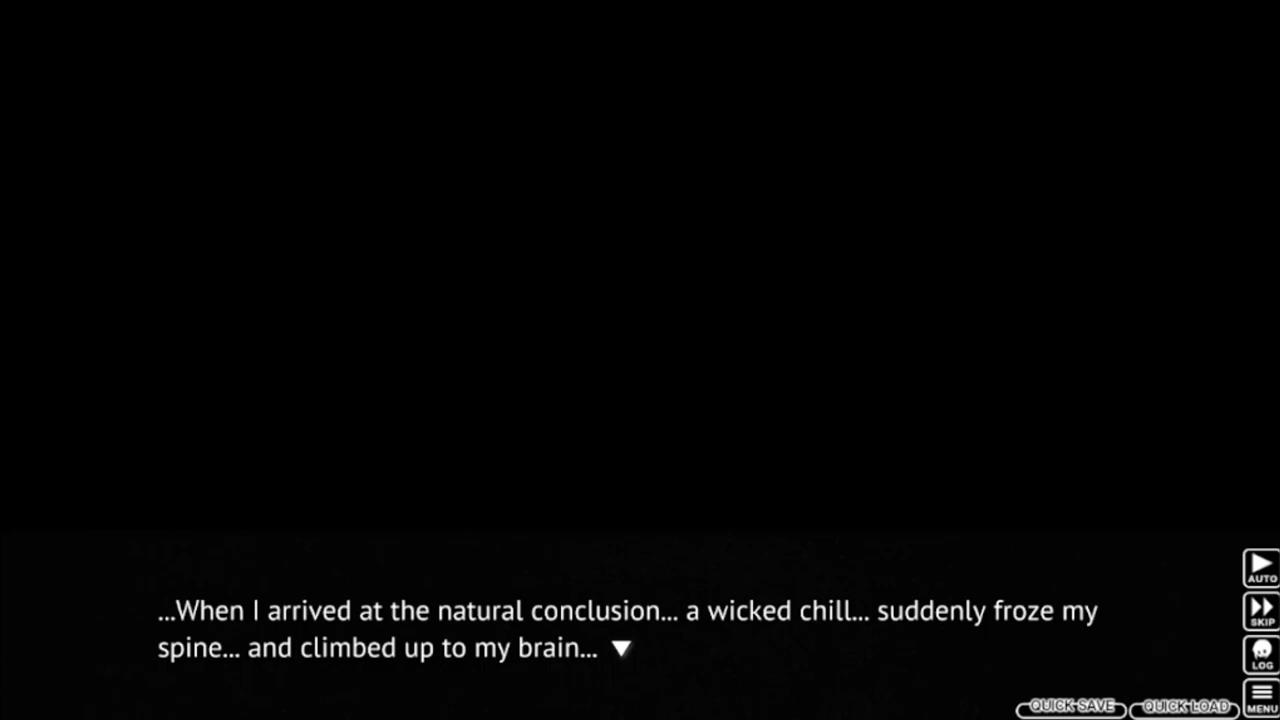 ...When I arrived at the natural conclusion... a wicked chill... suddenly froze my
spine... and climbed up to my brain...
AUTO
SKIP
LOG
MENU
QUICK SAVE
QUICK LOAD